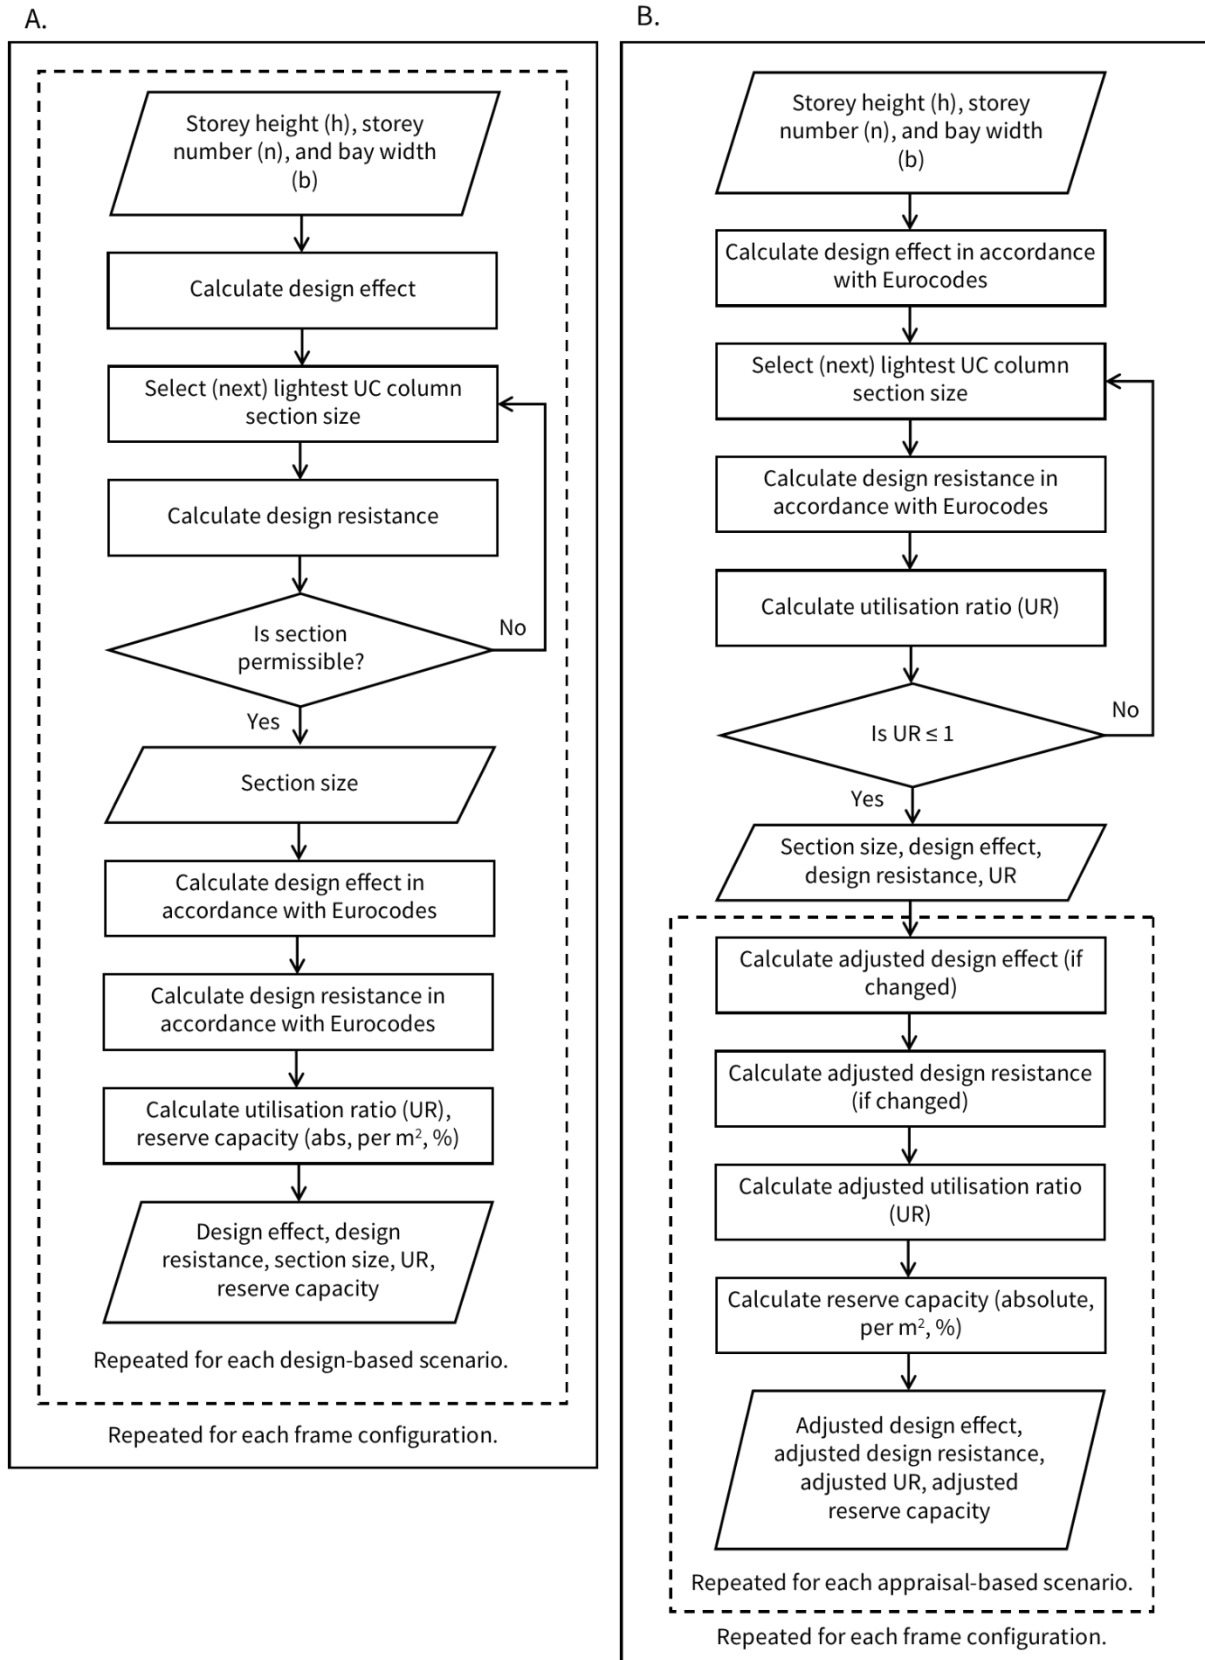 A.
Storey height (h), storey
number (n), and bay width
(b)
Calculate design effect
Select (next) lightest UC column
section size
Calculate design resistance
Is section
permissible?
No
Yes
Section size
Calculate design effect in
accordance with Eurocodes
Calculate design resistance in
accordance with Eurocodes
Calculate utilisation ratio (UR),
reserve capacity (abs, per m², %)
Design effect, design
resistance, section size, UR,
reserve capacity
Repeated for each design-based scenario.
Repeated for each frame configuration.
B.
Storey height (h), storey
number (n), and bay width
(b)
Calculate design effect in accordance
with Eurocodes
Select (next) lightest UC column
section size
Calculate design resistance in
accordance with Eurocodes
Calculate utilisation ratio (UR)
Is UR ≤ 1
No
Yes
Section size, design effect,
design resistance, UR
Calculate adjusted design effect (if
changed)
Calculate adjusted design resistance
(if changed)
Calculate adjusted utilisation ratio
(UR)
Calculate reserve capacity (absolute,
per m², %)
Adjusted design effect,
adjusted design resistance,
adjusted UR, adjusted
reserve capacity
Repeated for each appraisal-based scenario.
Repeated for each frame configuration.